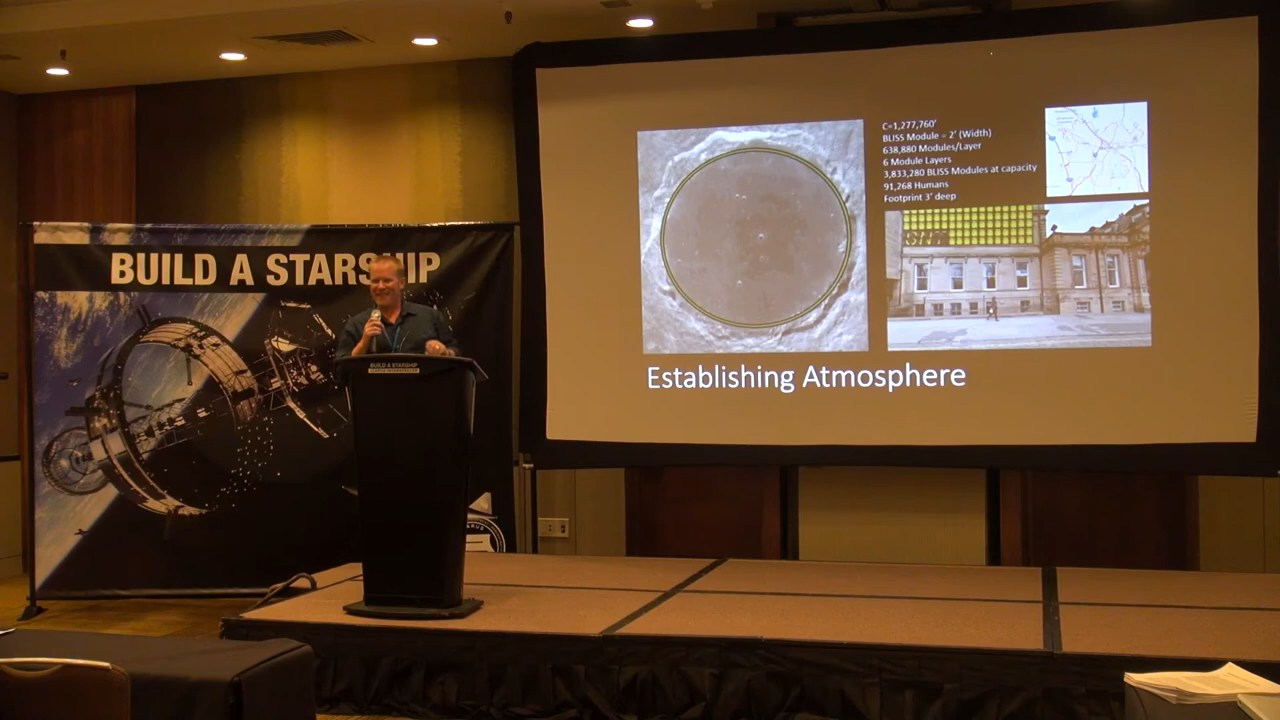 BUILD A STARSHIP
BUILD A STARSHIP
C=1,277,760'
BLISS Module = 2' (Width)
638,880 Modules/Layer
6 Module Layers
3,833,280 BLISS Modules at capacity
91,268 Humans
Footprint 3' deep
Establishing Atmosphere